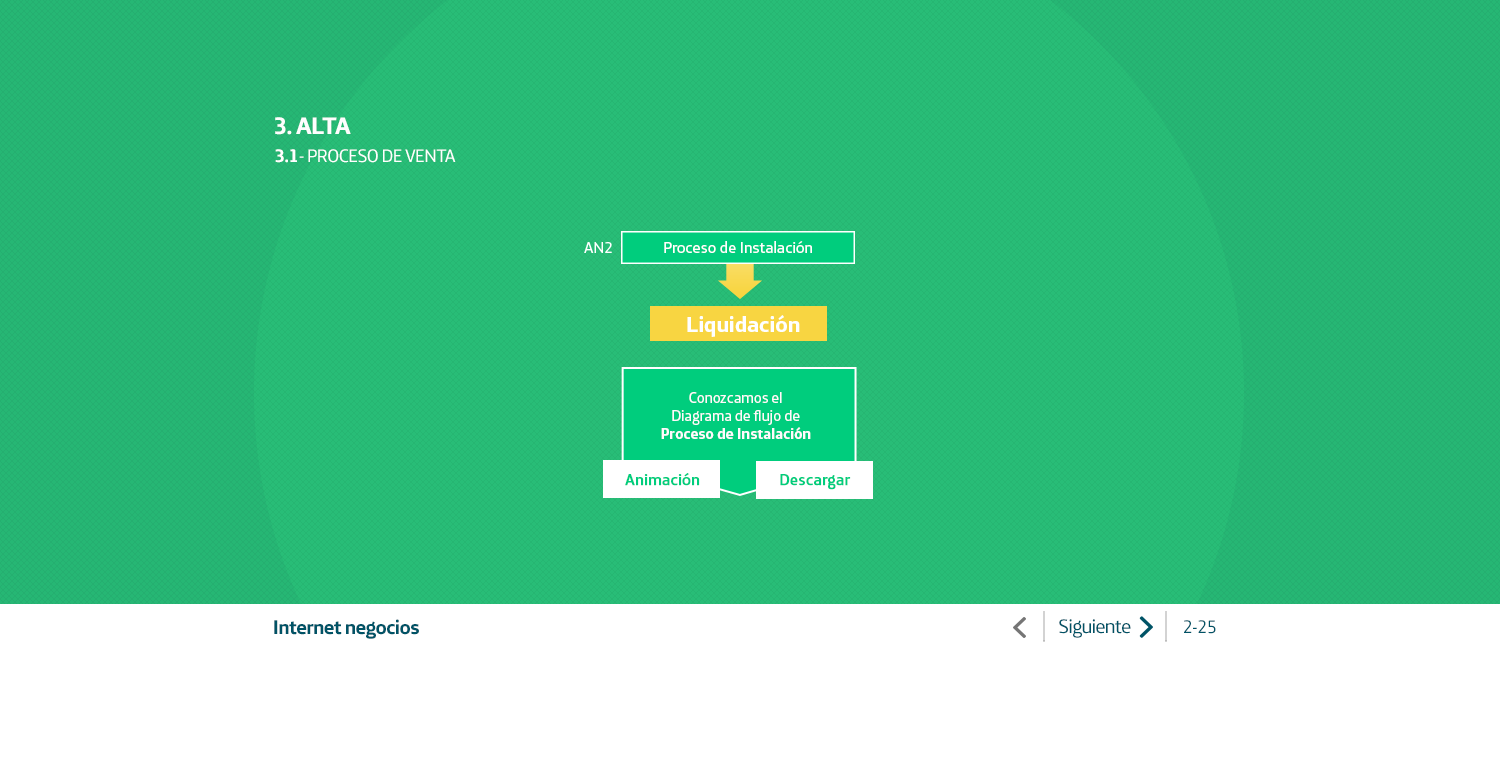 3. ALTA
3.1 - PROCESO DE VENTA
AN2 Proceso de Instalación
Liquidación
Conozcamos el
Diagrama de flujo de
Proceso de Instalación
Animación Descargar
Internet negocios Siguiente 2-25